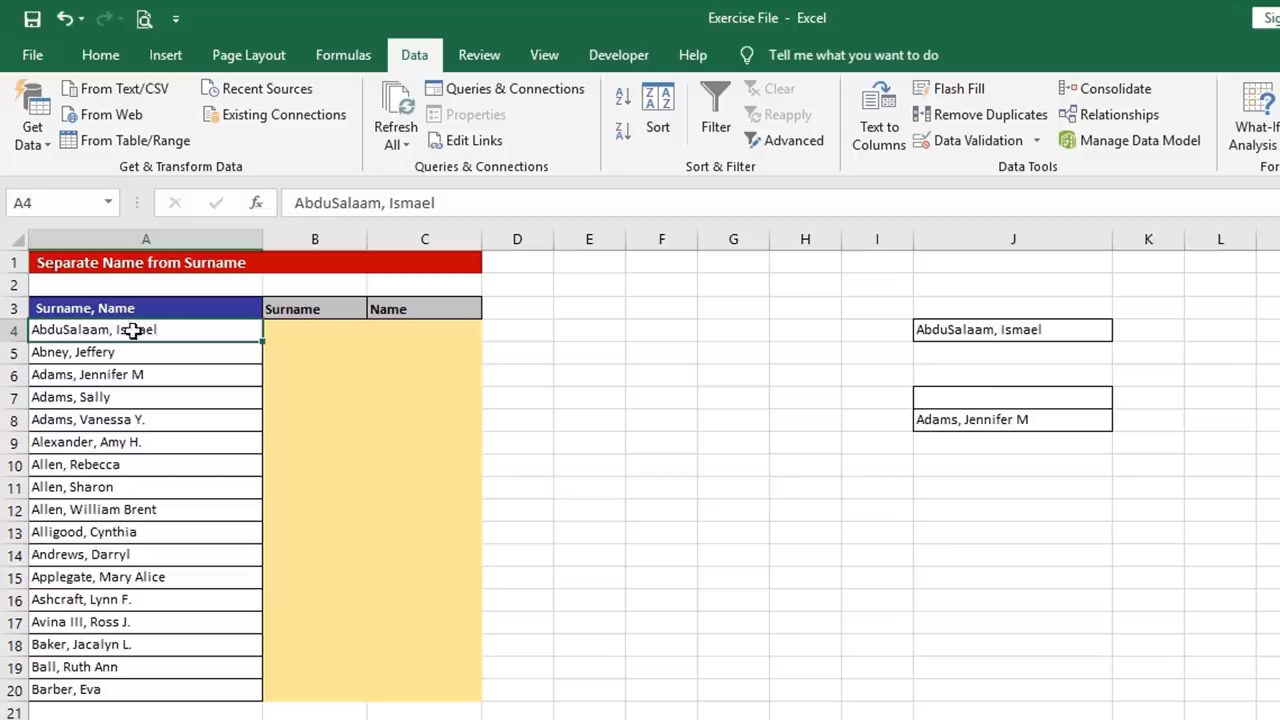 Exercise File - Excel
Sig
File Home Insert Page Layout Formulas Data Review View Developer Help Tell me what you want to do
Get Data
From Text/CSV
From Web
From Table/Range
Recent Sources
Existing Connections
Get & Transform Data
Refresh All
Queries & Connections
Properties
Edit Links
Queries & Connections
A Z
Z A
Sort
Filter
Clear
Reapply
Advanced
Sort & Filter
Text to Columns
Flash Fill
Remove Duplicates
Data Validation
Consolidate
Relationships
Manage Data Model
Data Tools
What-If Analysis
For
A4 fx AbduSalaam, Ismael
A B C D E F G H I J K L
1 Separate Name from Surname
2
3 Surname, Name Surname Name
4 AbduSalaam, Ismael AbduSalaam, Ismael
5 Abney, Jeffery
6 Adams, Jennifer M
7 Adams, Sally
8 Adams, Vanessa Y. Adams, Jennifer M
9 Alexander, Amy H.
10 Allen, Rebecca
11 Allen, Sharon
12 Allen, William Brent
13 Alligood, Cynthia
14 Andrews, Darryl
15 Applegate, Mary Alice
16 Ashcraft, Lynn F.
17 Avina III, Ross J.
18 Baker, Jacalyn L.
19 Ball, Ruth Ann
20 Barber, Eva
21